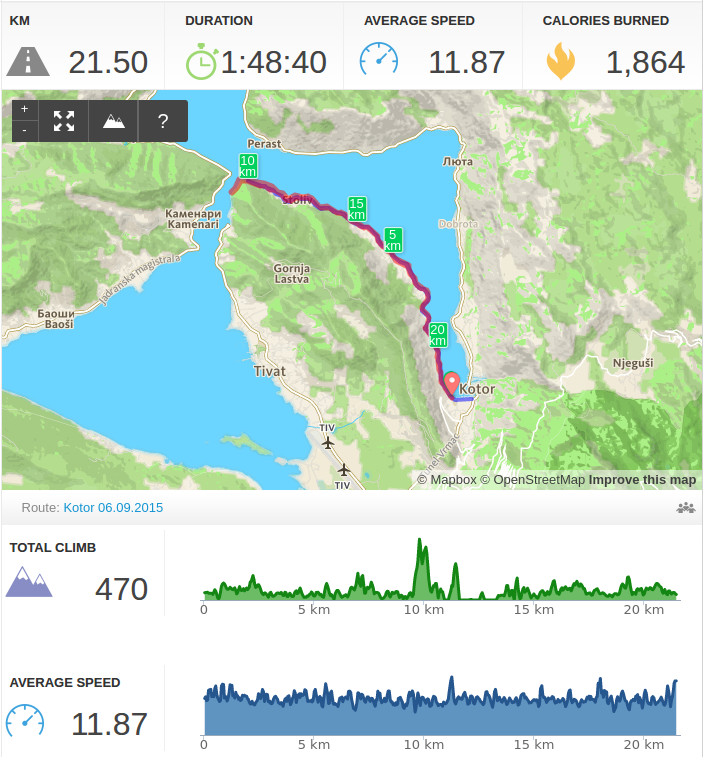 KM
DURATION
AVERAGE SPEED
CALORIES BURNED
21.50
1:48:40
11.87
1,864
+
-
?
Perast
10 km
Люта
Stoliv
15 km
Каменари
Kamenari
Dobrota
5 km
Jadranska magistrala
Gornja
Lastva
Баоши
Baoši
20 km
Njeguši
Tivat
Kotor
TIV
TIV
© Mapbox © OpenStreetMap Improve this map
Route: Kotor 06.09.2015
TOTAL CLIMB
470
0 5 km 10 km 15 km 20 km
AVERAGE SPEED
11.87
0 5 km 10 km 15 km 20 km